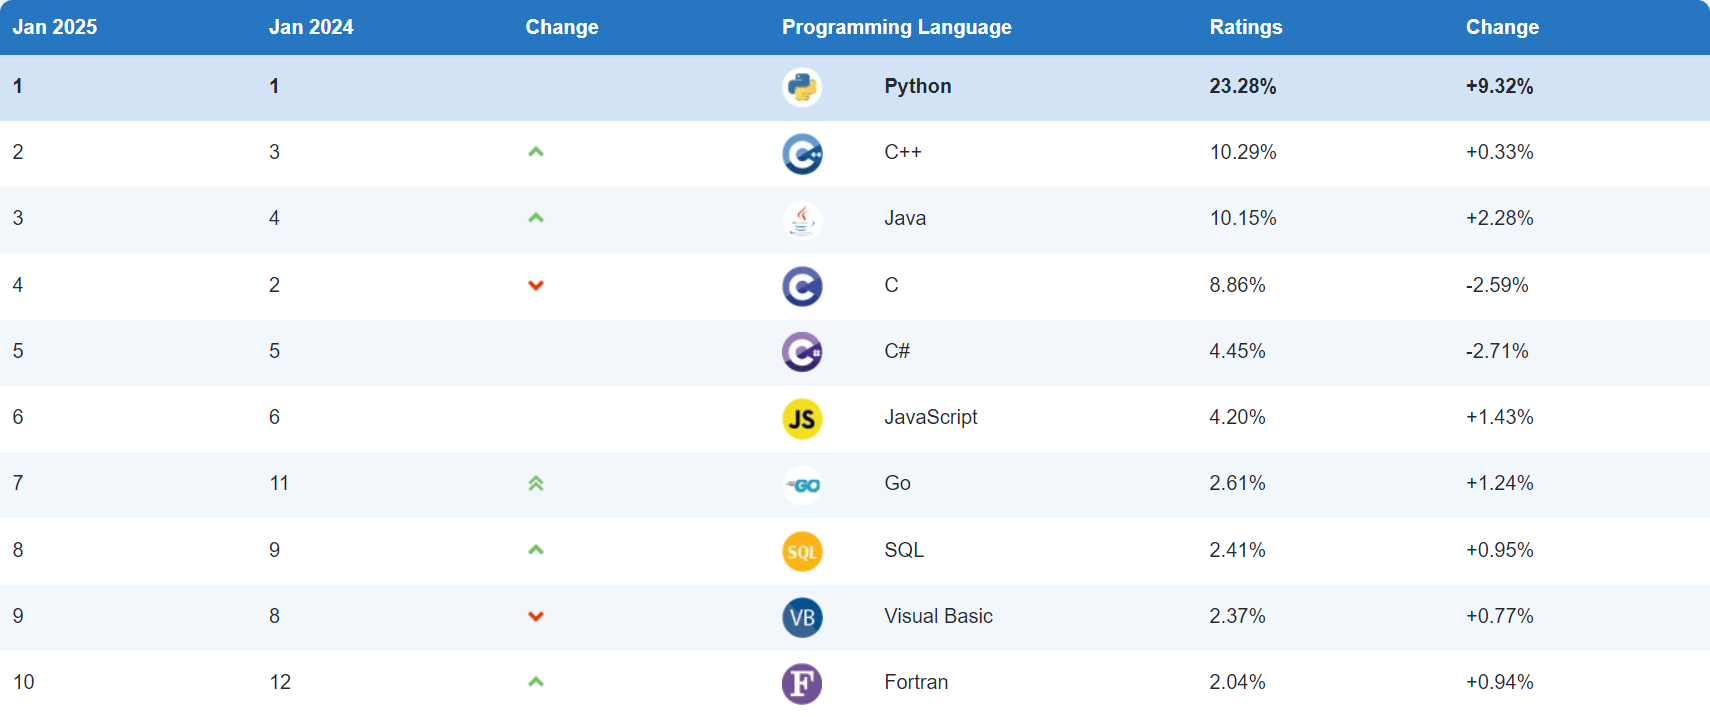 Jan 2025 Jan 2024 Change Programming Language Ratings Change
1 1 Python 23.28% +9.32%
2 3 C++ 10.29% +0.33%
3 4 Java 10.15% +2.28%
4 2 C 8.86% -2.59%
5 5 C# 4.45% -2.71%
6 6 JS JavaScript 4.20% +1.43%
7 11 GO Go 2.61% +1.24%
8 9 SQL SQL 2.41% +0.95%
9 8 VB Visual Basic 2.37% +0.77%
10 12 F Fortran 2.04% +0.94%